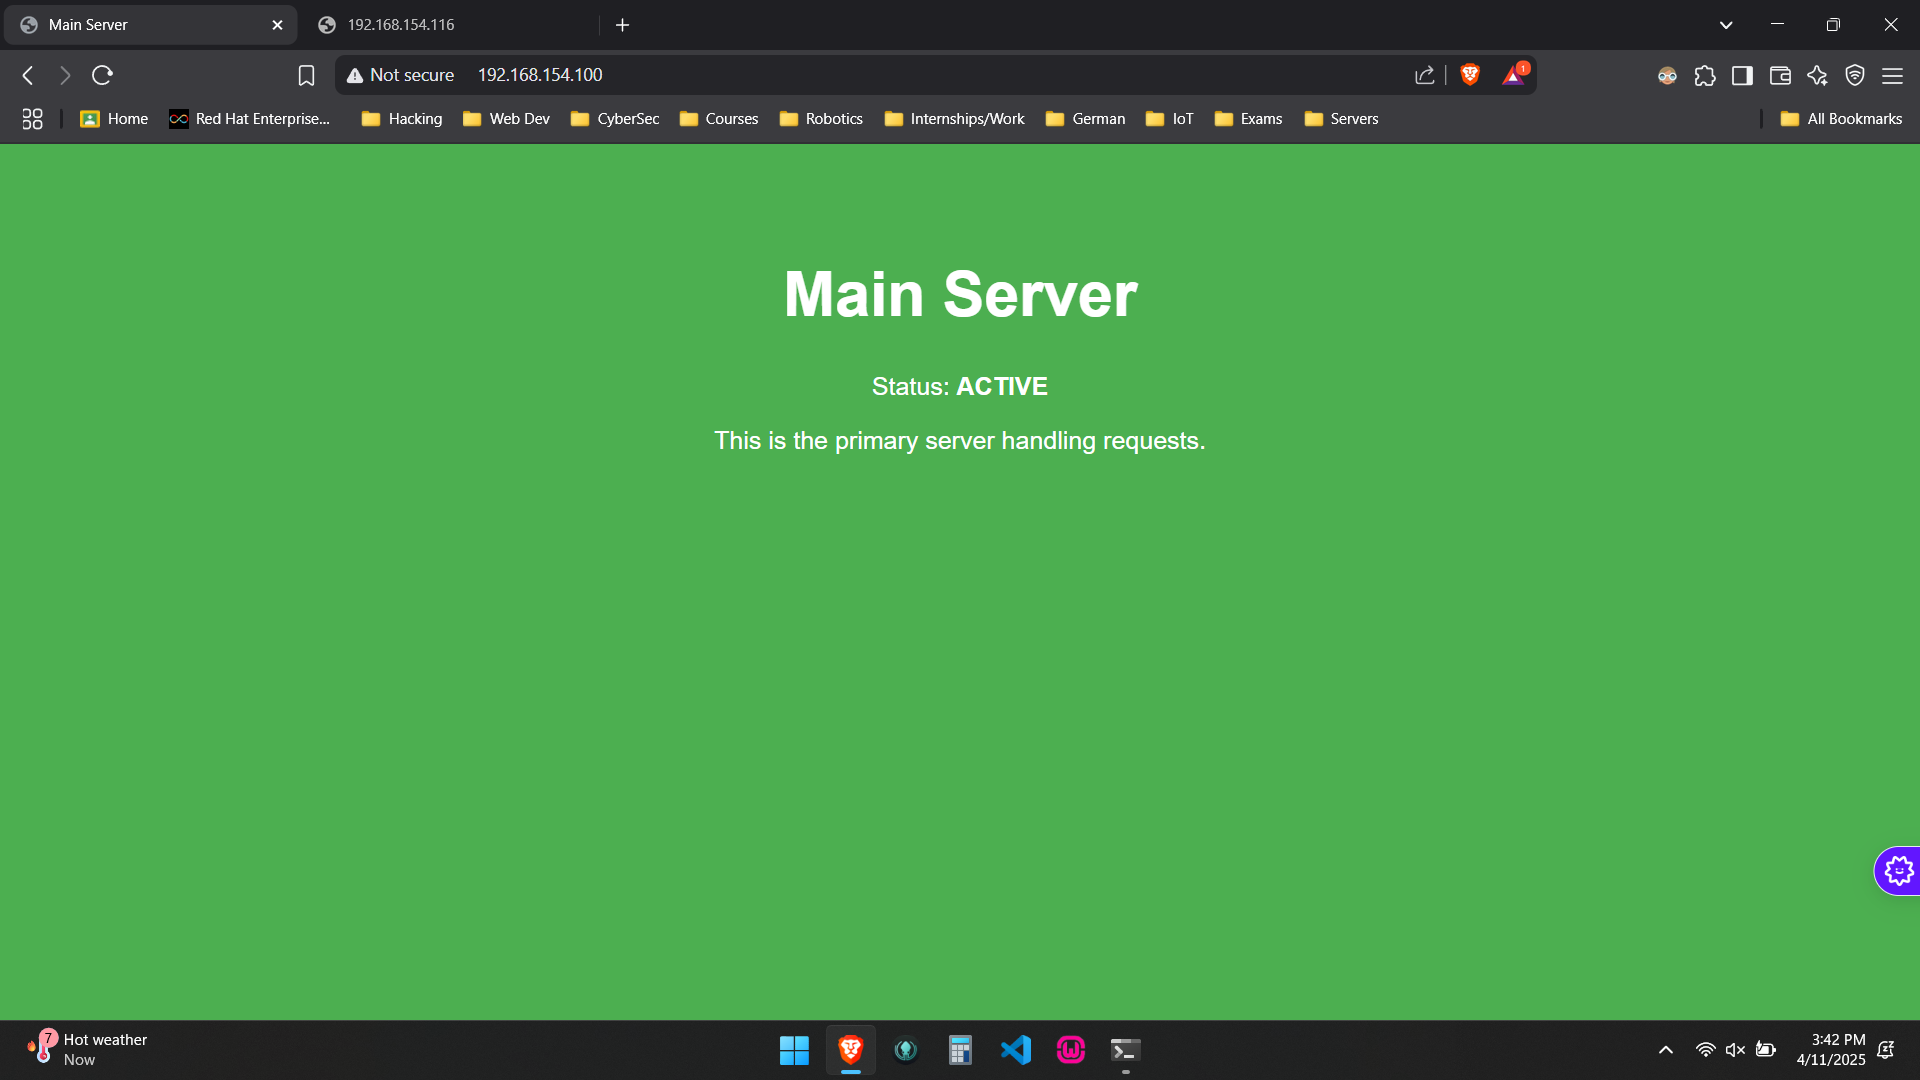 Main Server
192.168.154.116
Not secure 192.168.154.100
1
Home Red Hat Enterprise... Hacking Web Dev CyberSec Courses Robotics Internships/Work German IoT Exams Servers All Bookmarks
Main Server
Status: ACTIVE
This is the primary server handling requests.
7
Hot weather
Now
3:42 PM
4/11/2025